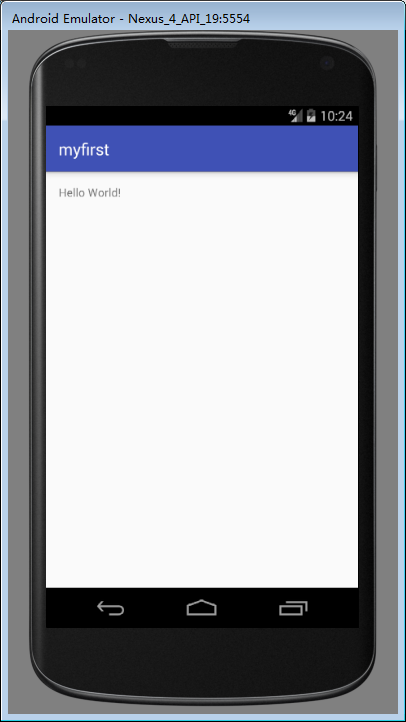 Android Emulator - Nexus_4_API_19:5554
4G 10:24
myfirst
Hello World!